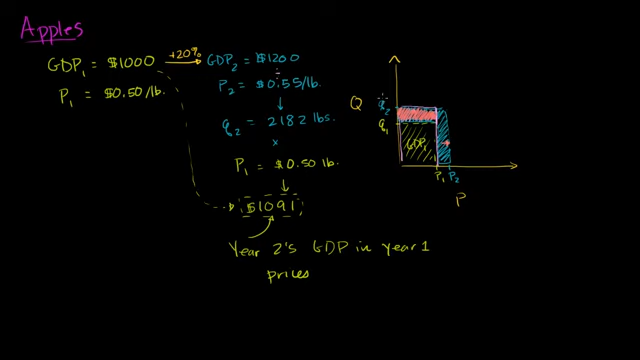 Apples
GDP₁ = $1000 +20% GDP₂ = $1200
÷
P₁ = $0.50/lb. P₂ = $0.55/lb.
q₂ = 2182 lbs.
×
P₁ = $0.50 lb.
$1091
Year 2's GDP in year 1
prices
Q
q₂
q₁
GDP₁
P₁ P₂
P